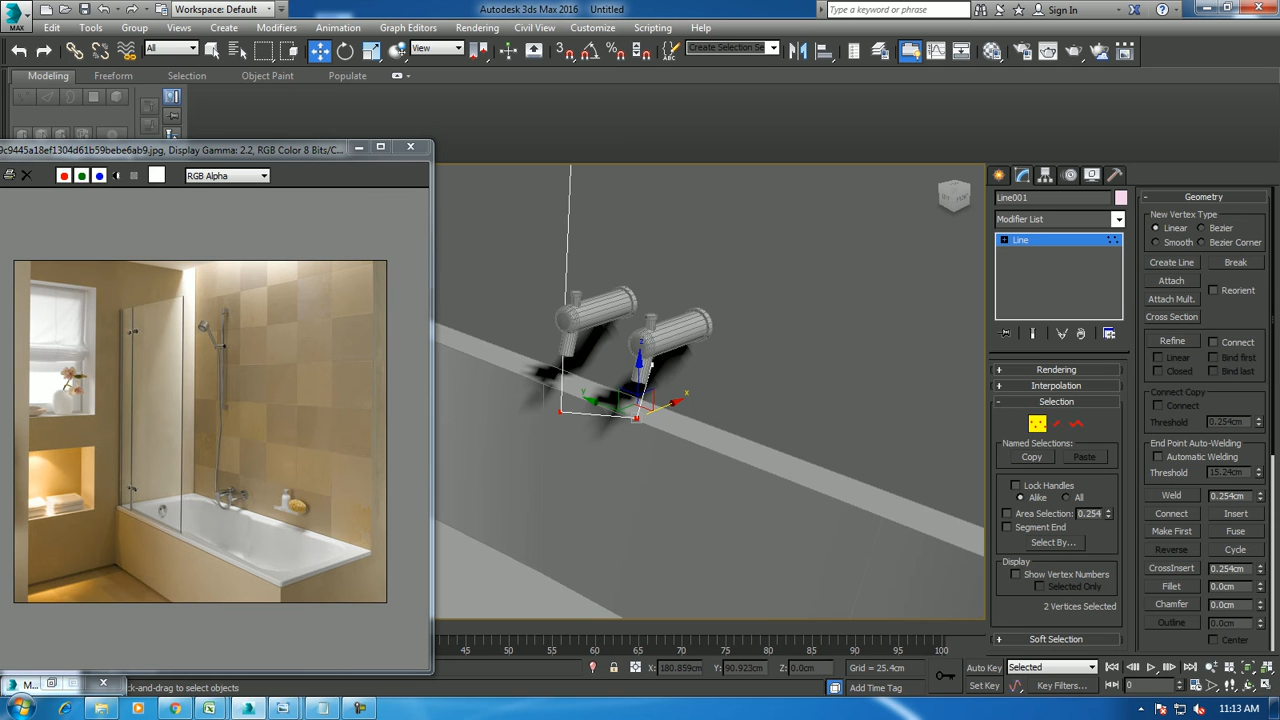 MAX
Workspace: Default
Autodesk 3ds Max 2016
Untitled
Type a keyword or phrase
Sign In
Edit
Tools
Group
Views
Create
Modifiers
Animation
Graph Editors
Rendering
Civil View
Customize
Scripting
Help
All
View
Create Selection Se
Modeling
Freeform
Selection
Object Paint
Populate
9c9445a18ef1304d61b59bebe6ab9.jpg, Display Gamma: 2.2, RGB Color 8 Bits/C...
RGB Alpha
z
x
y
Line001
Modifier List
Line
Rendering
Interpolation
Selection
Named Selections:
Copy
Paste
Lock Handles
Alike
All
Area Selection:
0.254
Segment End
Select By...
Display
Show Vertex Numbers
Selected Only
2 Vertices Selected
Soft Selection
Geometry
New Vertex Type
Linear
Bezier
Smooth
Bezier Corner
Create Line
Break
Attach
Reorient
Attach Mult.
Cross Section
Refine
Connect
Linear
Bind first
Closed
Bind last
Connect Copy
Connect
Threshold
0.254cm
End Point Auto-Welding
Automatic Welding
Threshold
15.24cm
Weld
0.254cm
Connect
Insert
Make First
Fuse
Reverse
Cycle
CrossInsert
0.254cm
Fillet
0.0cm
Chamfer
0.0cm
Outline
0.0cm
Center
45
50
55
60
65
70
75
80
85
90
95
100
X: 180.859cm
Y: 90.923cm
Z: 0.0cm
Grid = 25.4cm
Auto Key
Selected
Set Key
Key Filters...
0
Add Time Tag
M...
ck-and-drag to select objects
11:13 AM